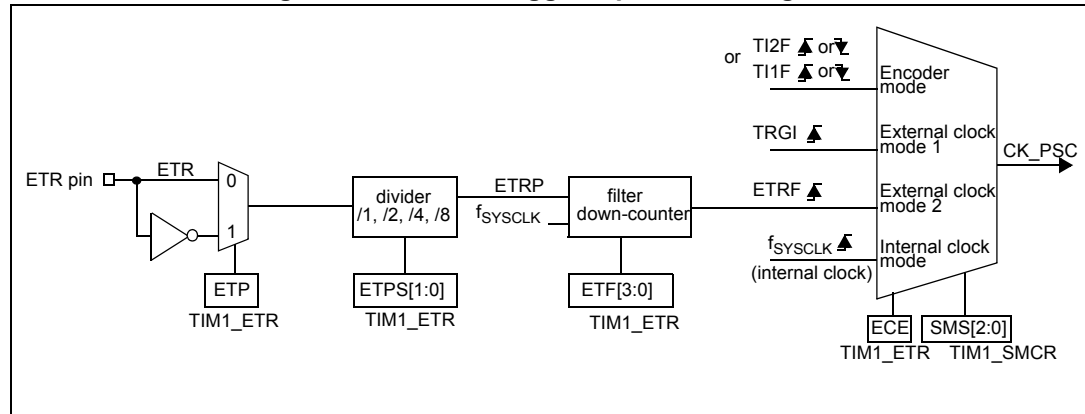 TI2F or
or TI1F or
Encoder
mode
TRGI
External clock
mode 1
CK_PSC
ETR pin
ETR
0
1
divider
/1, /2, /4, /8
ETRP
fSYSCLK
filter
down-counter
ETRF
External clock
mode 2
fSYSCLK
(internal clock)
Internal clock
mode
ETP
TIM1_ETR
ETPS[1:0]
TIM1_ETR
ETF[3:0]
TIM1_ETR
ECE
TIM1_ETR
SMS[2:0]
TIM1_SMCR